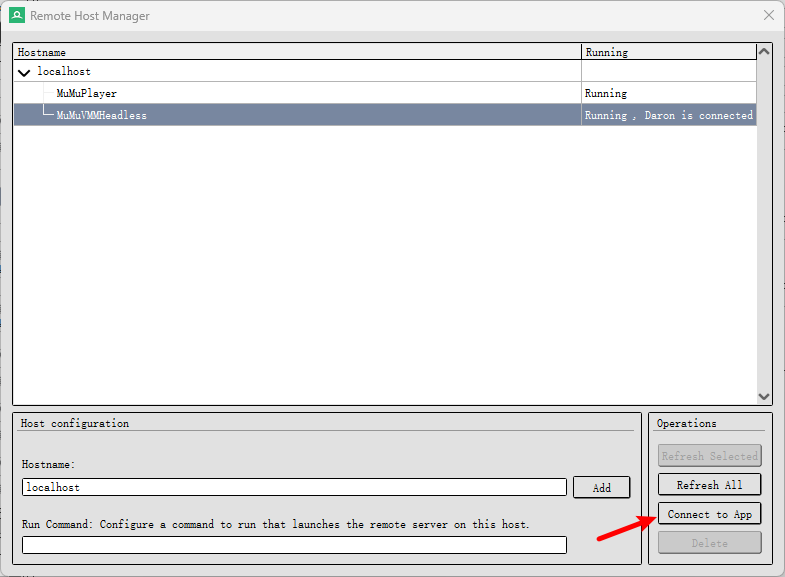 Remote Host Manager
Hostname Running
localhost
MuMuPlayer Running
MuMuVMMHeadless Running , Daron is connected
Host configuration
Hostname:
localhost Add
Run Command: Configure a command to run that launches the remote server on this host.
Operations
Refresh Selected
Refresh All
Connect to App
Delete